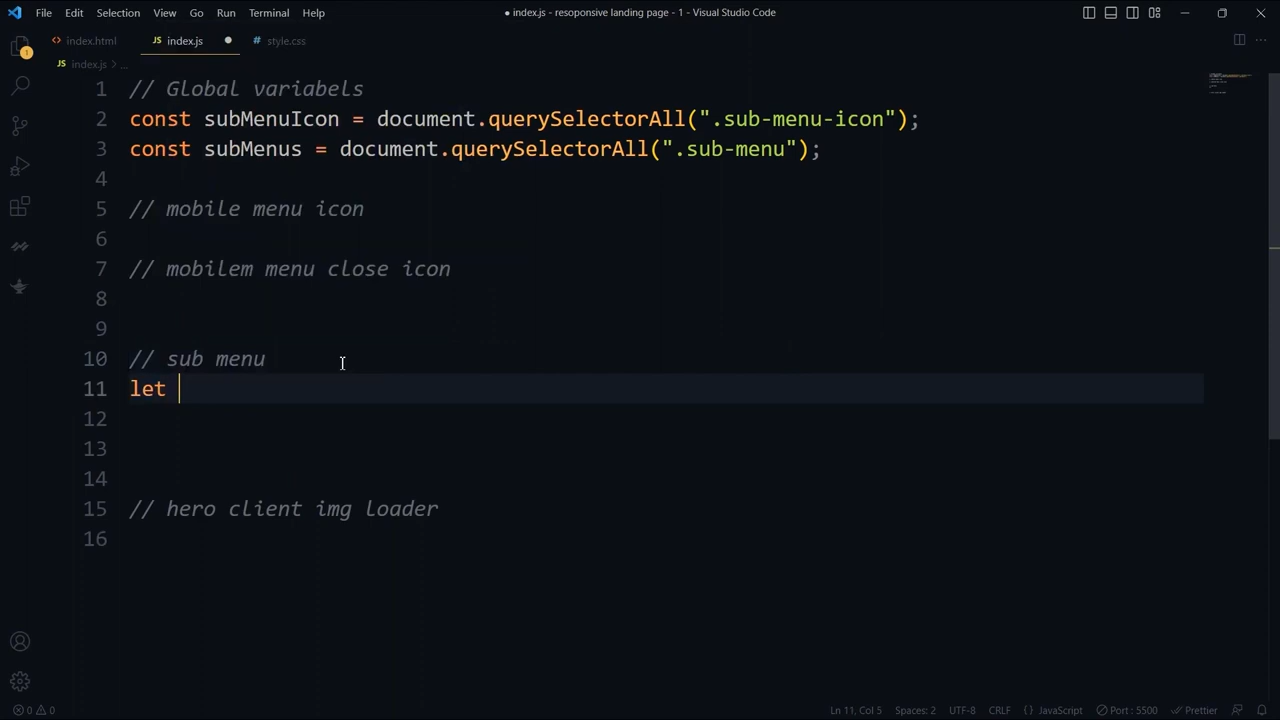 File Edit Selection View Go Run Terminal Help
● index.js - resoponsive landing page - 1 - Visual Studio Code
index.html
index.js
style.css
index.js > ...
1
// Global variabels
1 const subMenuIcon = document.querySelectorAll(".sub-menu-icon");
2
const subMenus = document.querySelectorAll(".sub-menu");
3
4
5 // mobile menu icon
6
7 // mobilem menu close icon
8
9
10 // sub menu
11 let
12
13
14
15 // hero client img loader
16
0 0
Ln 11, Col 5 Spaces: 2 UTF-8 CRLF {} JavaScript Port : 5500 Prettier